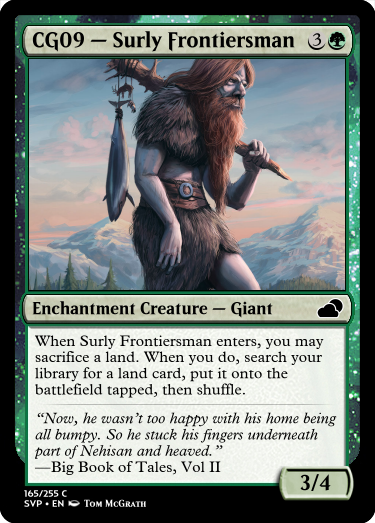 CG09 — Surly Frontiersman 3
Enchantment Creature — Giant
When Surly Frontiersman enters, you may
sacrifice a land. When you do, search your
library for a land card, put it onto the
battlefield tapped, then shuffle.
“Now, he wasn't too happy with his home being
all bumpy. So he stuck his fingers underneath
part of Nehisan and heaved.”
—Big Book of Tales, Vol II
3/4
165/255 C
SVP • EN Tom McGrath